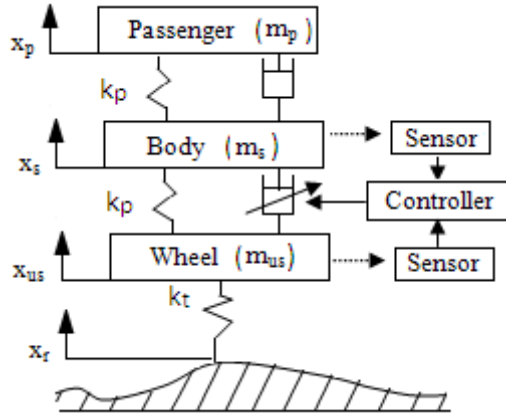 Passenger (mp)
xp
kp
Body (ms)
Sensor
xs
kp
Controller
Wheel (mus)
Sensor
xus
kt
xr